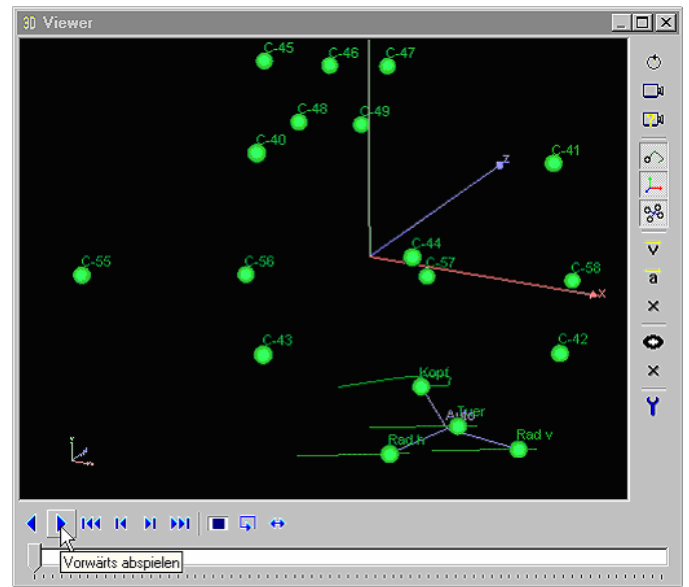 3D Viewer
C-45
C-46
C-47
C-48
C-49
C-40
C-41
z
C-44
C-55
C-56
C-57
C-58
x
C-43
C-42
Kopf
Tuer
Auto
Rad h
Rad v
v
a
Vorwärts abspielen